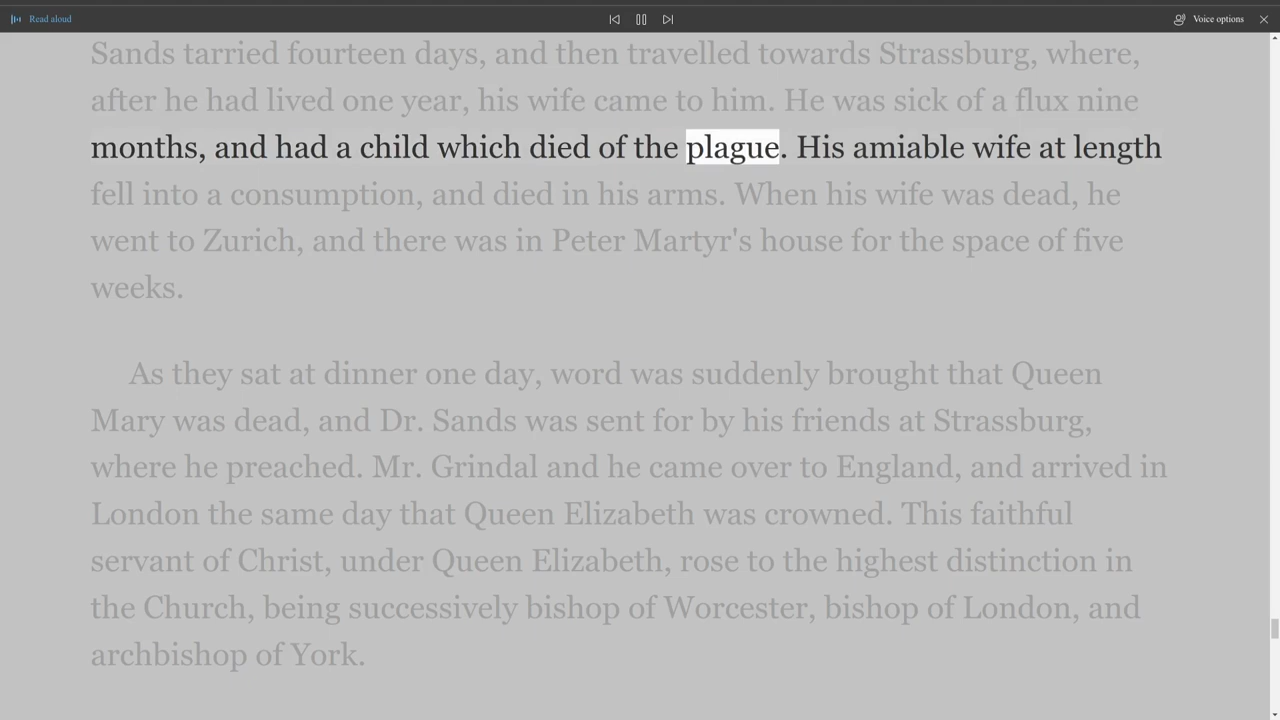 Read aloud
Voice options
Sands tarried fourteen days, and then travelled towards Strassburg, where,
after he had lived one year, his wife came to him. He was sick of a flux nine
months, and had a child which died of the plague. His amiable wife at length
fell into a consumption, and died in his arms. When his wife was dead, he
went to Zurich, and there was in Peter Martyr's house for the space of five
weeks.
As they sat at dinner one day, word was suddenly brought that Queen
Mary was dead, and Dr. Sands was sent for by his friends at Strassburg,
where he preached. Mr. Grindal and he came over to England, and arrived in
London the same day that Queen Elizabeth was crowned. This faithful
servant of Christ, under Queen Elizabeth, rose to the highest distinction in
the Church, being successively bishop of Worcester, bishop of London, and
archbishop of York.